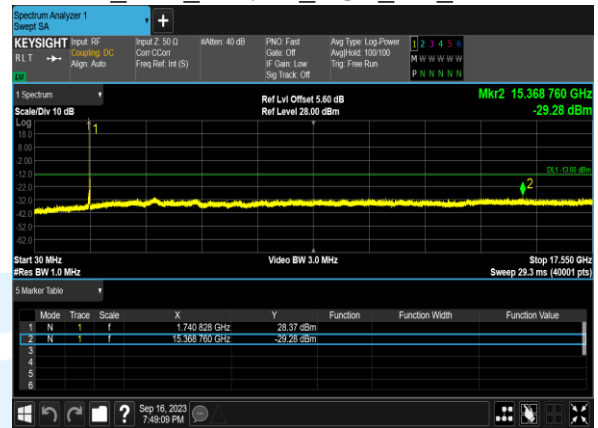 Spectrum Analyzer 1
Swept SA
KEYSIGHT Input: RF Input Z: 50 Ω #Atten: 40 dB PNO: Fast Avg Type: Log-Power 1 2 3 4 5 6
R L T Coupling: DC Corr CCorr Gate: Off Avg|Hold: 100/100 M W W W W W
Align: Auto Freq Ref: Int (S) IF Gain: Low Trig: Free Run
Sig Track: Off P N N N N N
LV
1 Spectrum Ref Lvl Offset 5.60 dB Mkr2 15.368 760 GHz
Scale/Div 10 dB Ref Level 28.00 dBm -29.28 dBm
Log
1
18.0
8.00
-2.00
-12.0 DL1 -13.00 dBm
-22.0 2
-32.0
-42.0
-52.0
-62.0
Start 30 MHz Video BW 3.0 MHz Stop 17.550 GHz
#Res BW 1.0 MHz Sweep 29.3 ms (40001 pts)
5 Marker Table
Mode Trace Scale X Y Function Function Width Function Value
1 N 1 f 1.740 828 GHz 28.37 dBm
2 N 1 f 15.368 760 GHz -29.28 dBm
3
4
5
6
? Sep 16, 2023
7:49:09 PM